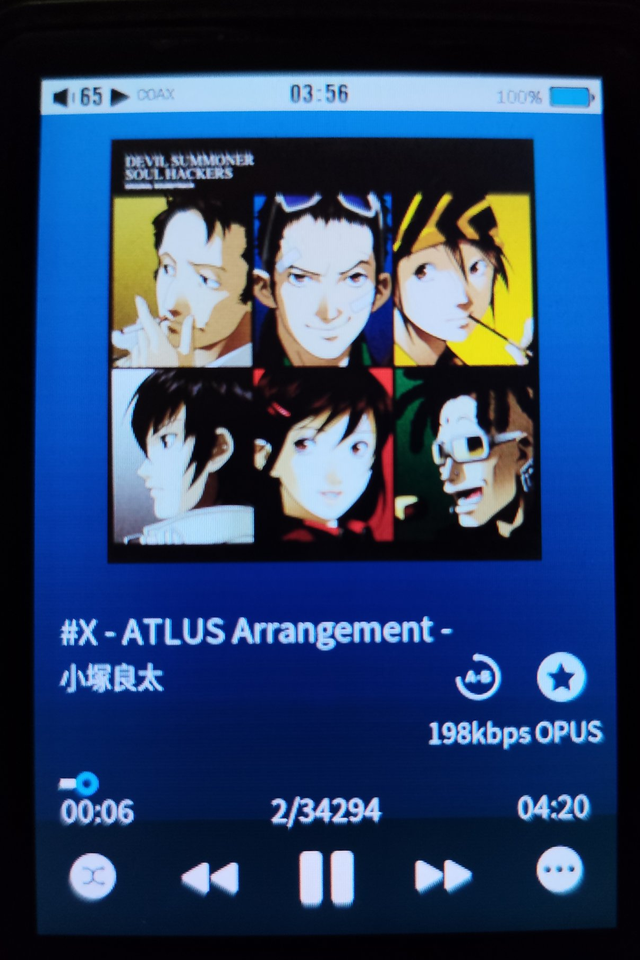 65 COAX 03:56 100%
DEVIL SUMMONER
SOUL HACKERS
ORIGINAL SOUNDTRACK
#X - ATLUS Arrangement -
小塚良太
A-B
198kbps OPUS
00:06 2/34294 04:20